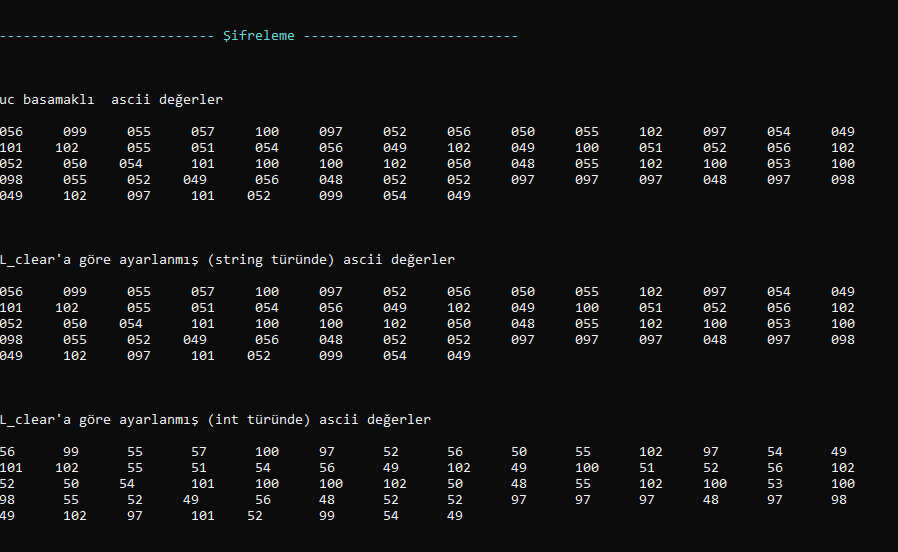 --------------------------- Şifreleme ---------------------------
uc basamaklı  ascii değerler
056 099 055 057 100 097 052 056 050 055 102 097 054 049
101 102 055 051 054 056 049 102 049 100 051 052 056 102
052 050 054 101 100 100 102 050 048 055 102 100 053 100
098 055 052 049 056 048 052 052 097 097 097 048 097 098
049 102 097 101 052 099 054 049
L_clear'a göre ayarlanmış (string türünde) ascii değerler
056 099 055 057 100 097 052 056 050 055 102 097 054 049
101 102 055 051 054 056 049 102 049 100 051 052 056 102
052 050 054 101 100 100 102 050 048 055 102 100 053 100
098 055 052 049 056 048 052 052 097 097 097 048 097 098
049 102 097 101 052 099 054 049
L_clear'a göre ayarlanmış (int türünde) ascii değerler
56 99 55 57 100 97 52 56 50 55 102 97 54 49
101 102 55 51 54 56 49 102 49 100 51 52 56 102
52 50 54 101 100 100 102 50 48 55 102 100 53 100
98 55 52 49 56 48 52 52 97 97 97 48 97 98
49 102 97 101 52 99 54 49